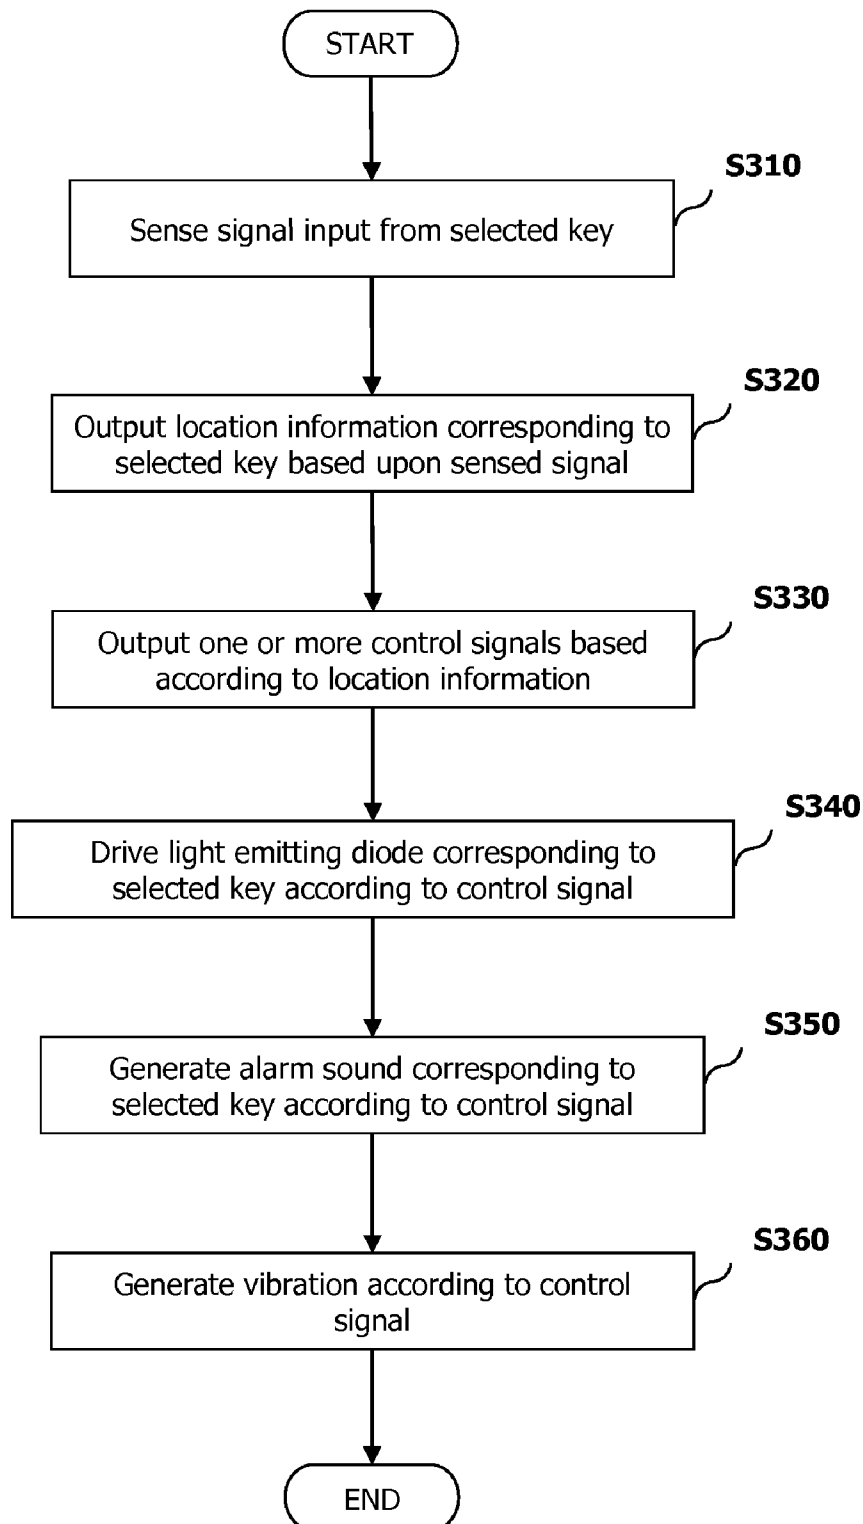 START
S310
Sense signal input from selected key
S320
Output location information corresponding to
selected key based upon sensed signal
S330
Output one or more control signals based
according to location information
S340
Drive light emitting diode corresponding to
selected key according to control signal
S350
Generate alarm sound corresponding to
selected key according to control signal
S360
Generate vibration according to control
signal
END